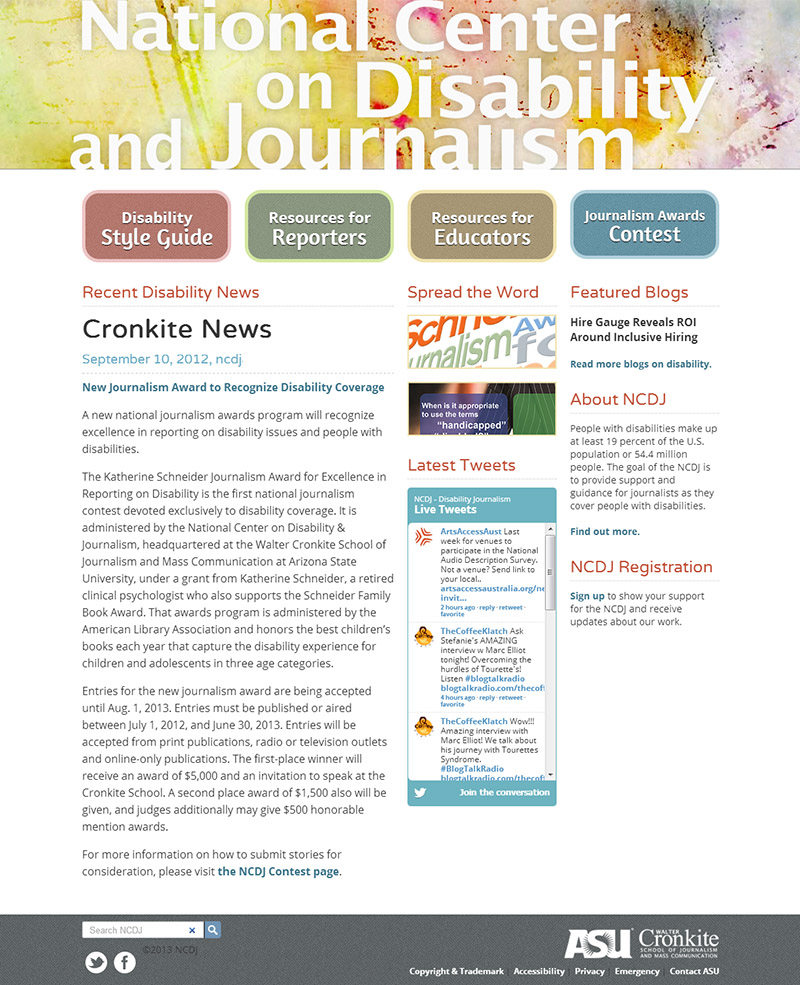 National Center
on Disability
and Journalism
Disability
Style Guide
Resources for
Reporters
Resources for
Educators
Journalism Awards
Contest
Recent Disability News
Cronkite News
September 10, 2012, ncdj
New Journalism Award to Recognize Disability Coverage
A new national journalism awards program will recognize
excellence in reporting on disability issues and people with
disabilities.
The Katherine Schneider Journalism Award for Excellence in
Reporting on Disability is the first national journalism
contest devoted exclusively to disability coverage. It is
administered by the National Center on Disability &
Journalism, headquartered at the Walter Cronkite School of
Journalism and Mass Communication at Arizona State
University, under a grant from Katherine Schneider, a retired
clinical psychologist who also supports the Schneider Family
Book Award. That awards program is administered by the
American Library Association and honors the best children's
books each year that capture the disability experience for
children and adolescents in three age categories.
Entries for the new journalism award are being accepted
until Aug. 1, 2013. Entries must be published or aired
between July 1, 2012, and June 30, 2013. Entries will be
accepted from print publications, radio or television outlets
and online-only publications. The first-place winner will
receive an award of $5,000 and an invitation to speak at the
Cronkite School. A second place award of $1,500 also will be
given, and judges additionally may give $500 honorable
mention awards.
For more information on how to submit stories for
consideration, please visit the NCDJ Contest page.
Spread the Word
When is it appropriate
to use the terms
"handicapped"
Latest Tweets
NCDJ - Disability Journalism
Live Tweets
ArtsAccessAust Last
week for venues to
participate in the National
Audio Description Survey.
Not a venue? Send link to
your local..
artsaccessaustralia.org/ne
invit...
2 hours ago · reply · retweet ·
favorite
TheCoffeeKlatch Ask
Stefanie's AMAZING
interview w Marc Elliot
tonight! Overcoming the
hurdles of Tourette's!
Listen #blogtalkradio
blogtalkradio.com/thecof
4 hours ago · reply · retweet ·
favorite
TheCoffeeKlatch Wow!!!
Amazing interview with
Marc Elliot! We talk about
his journey with Tourettes
Syndrome.
#BlogTalkRadio
blogtalkradio.com/thecof
Join the conversation
Featured Blogs
Hire Gauge Reveals ROI
Around Inclusive Hiring
Read more blogs on disability.
About NCDJ
People with disabilities make up
at least 19 percent of the U.S.
population or 54.4 million
people. The goal of the NCDJ is
to provide support and
guidance for journalists as they
cover people with disabilities.
Find out more.
NCDJ Registration
Sign up to show your support
for the NCDJ and receive
updates about our work.
Search NCDJ
©2013 NCDJ
ASU
WALTER
Cronkite
SCHOOL OF JOURNALISM
AND MASS COMMUNICATION
Copyright & Trademark | Accessibility | Privacy | Emergency | Contact ASU